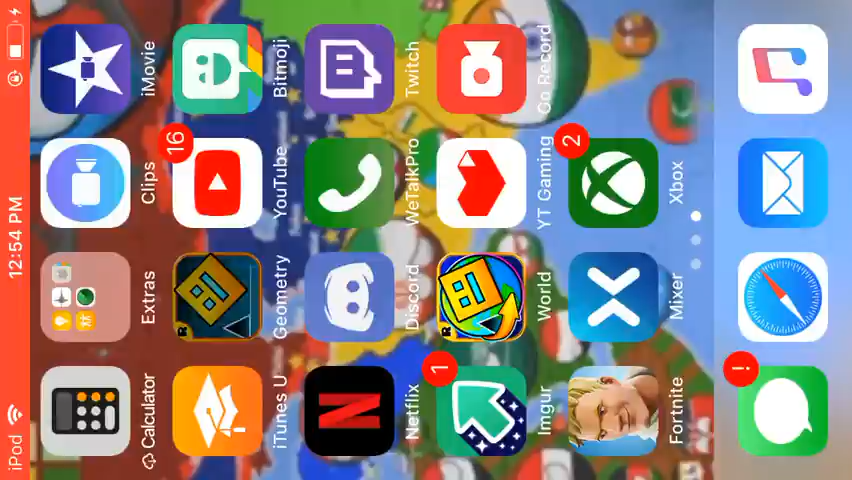 iPod 12:54 PM
Calculator Extras Clips iMovie
16
R
iTunes U Geometry YouTube Bitmoji
N
Netflix Discord WeTalkPro Twitch
1
R
Imgur World YT Gaming Go Record
2
Fortnite Mixer Xbox
!